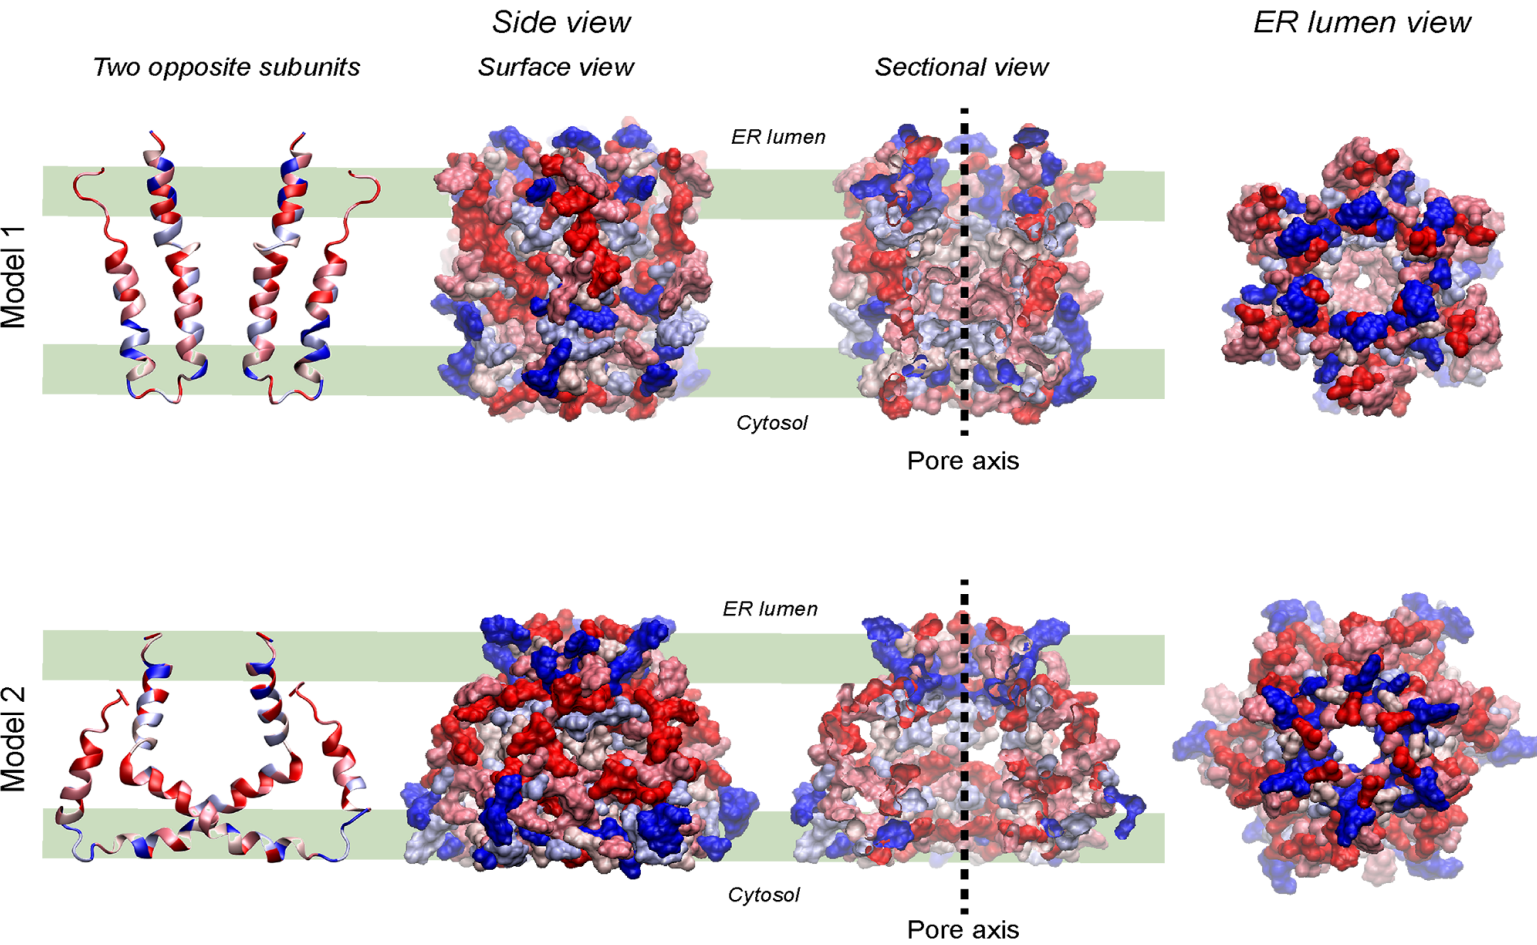 Side view
ER lumen view
Two opposite subunits
Surface view
Sectional view
Model 1
ER lumen
Cytosol
Pore axis
Model 2
ER lumen
Cytosol
Pore axis